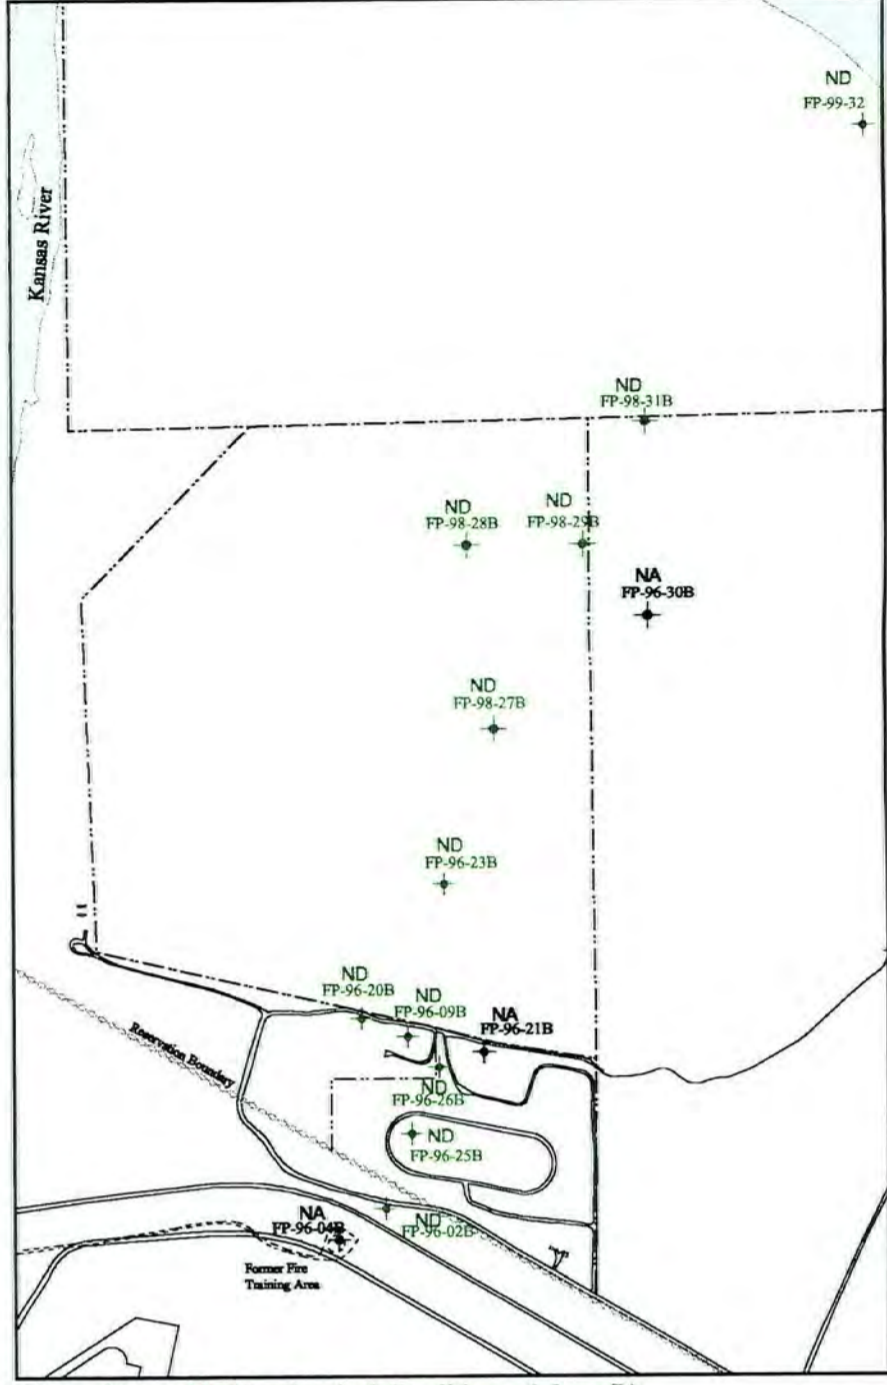 ND
FP-99-32
Kansas River
ND
FP-98-31B
ND
FP-98-28B
ND
FP-98-29B
NA
FP-96-30B
ND
FP-98-27B
ND
FP-96-23B
ND
FP-96-20B
ND
FP-96-09B
NA
FP-96-21B
Reservation Boundary
ND
FP-96-26B
ND
FP-96-25B
NA
FP-96-04B
ND
FP-96-02B
Former Fire
Training Area